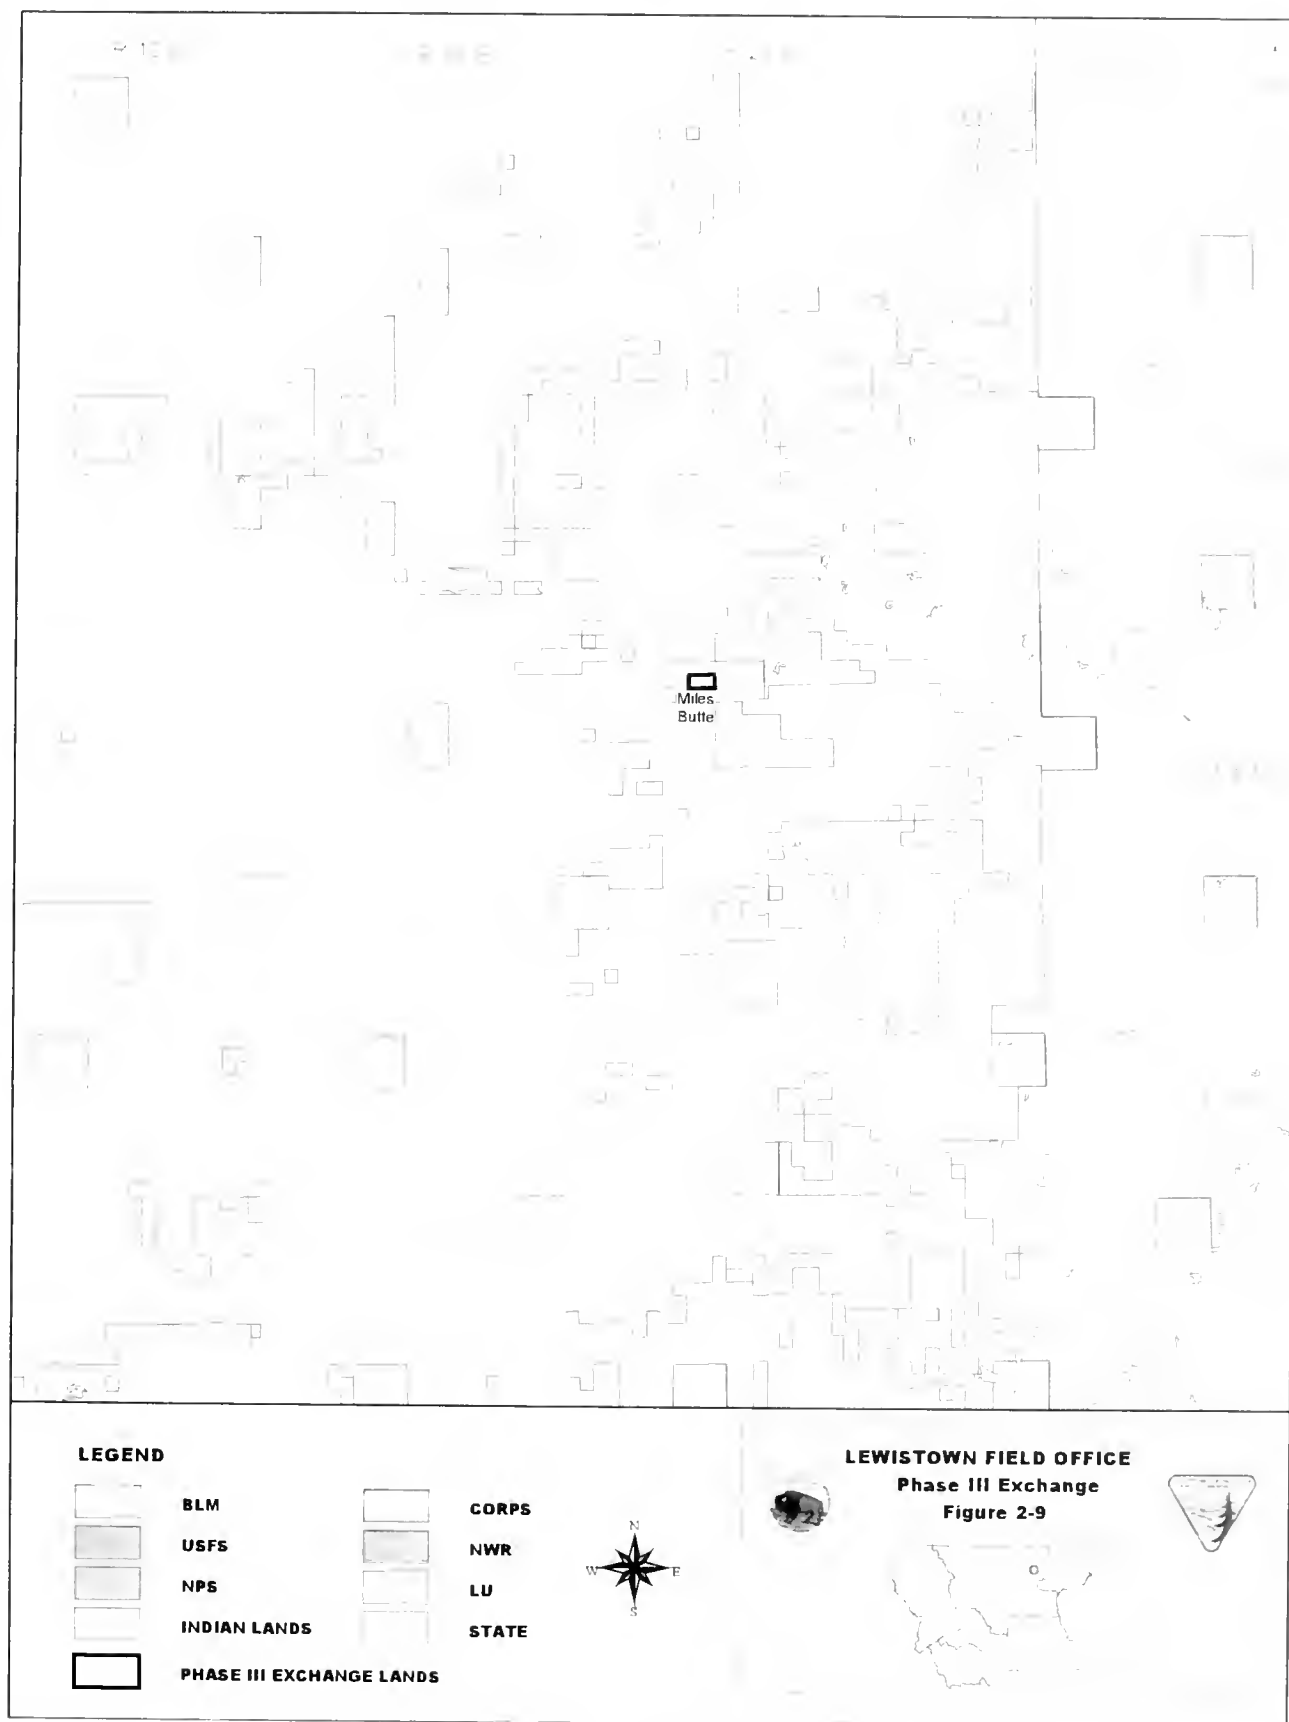 Miles
Butte
LEGEND
BLM
USFS
NPS
INDIAN LANDS
PHASE III EXCHANGE LANDS
CORPS
NWR
LU
STATE
N
W
E
S
LEWISTOWN FIELD OFFICE
Phase III Exchange
Figure 2-9